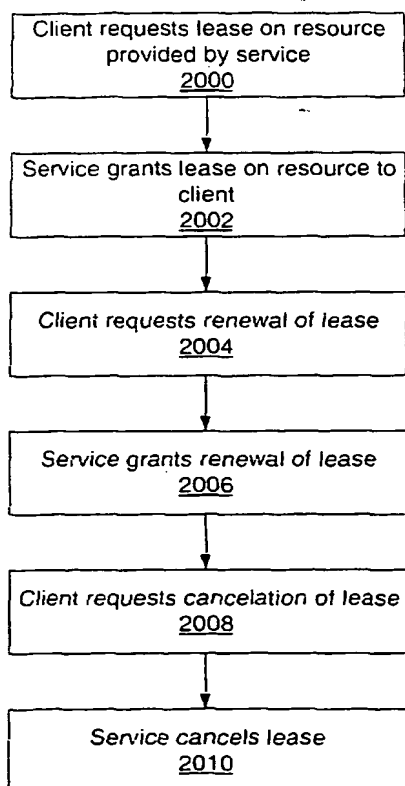 Client requests lease on resource
provided by service
2000
Service grants lease on resource to
client
2002
Client requests renewal of lease
2004
Service grants renewal of lease
2006
Client requests cancelation of lease
2008
Service cancels lease
2010